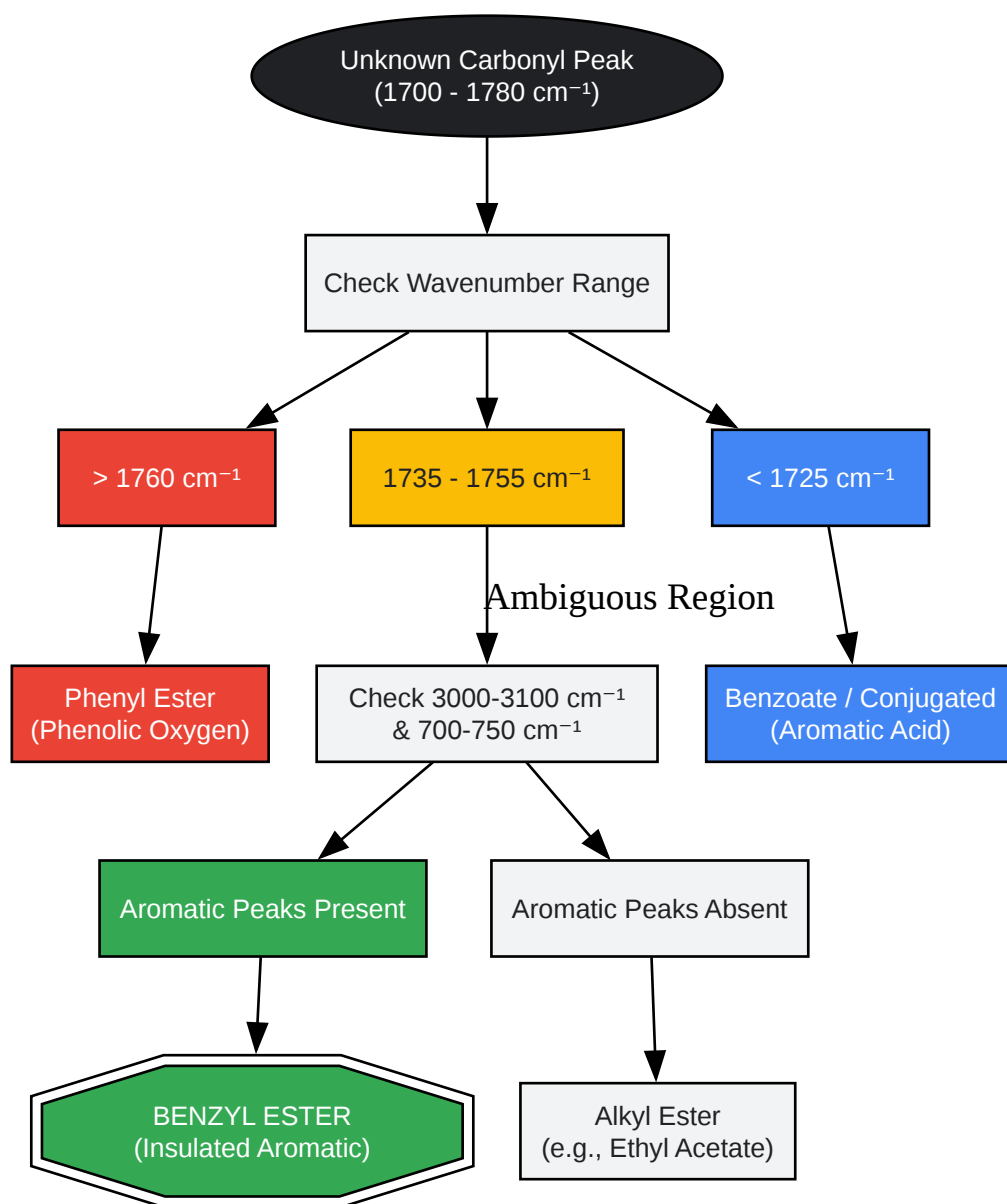 Unknown Carbonyl Peak
(1700 - 1780 cm⁻¹)
Check Wavenumber Range
> 1760 cm⁻¹
1735 - 1755 cm⁻¹
< 1725 cm⁻¹
Ambiguous Region
Phenyl Ester
(Phenolic Oxygen)
Check 3000-3100 cm⁻¹
& 700-750 cm⁻¹
Benzoate / Conjugated
(Aromatic Acid)
Aromatic Peaks Present
Aromatic Peaks Absent
BENZYL ESTER
(Insulated Aromatic)
Alkyl Ester
(e.g., Ethyl Acetate)